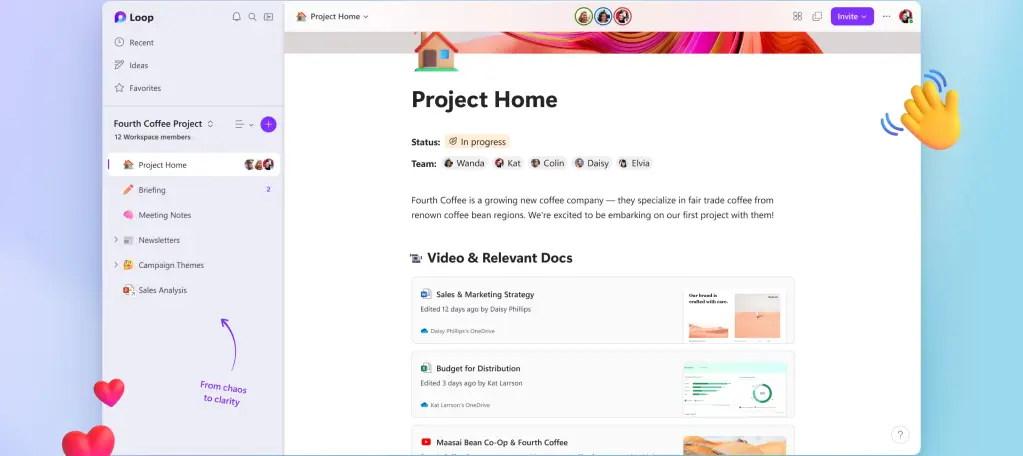 Loop
Recent
Ideas
Favorites
Fourth Coffee Project
12 Workspace members
Project Home
Briefing
2
Meeting Notes
Newsletters
Campaign Themes
Sales Analysis
From chaos
to clarity
Project Home
Invite
Project Home
Status: In progress
Team: Wanda Kat Colin Daisy Elvia
Fourth Coffee is a growing new coffee company — they specialize in fair trade coffee from
renown coffee bean regions. We're excited to be embarking on our first project with them!
Video & Relevant Docs
Sales & Marketing Strategy
Edited 12 days ago by Daisy Phillips
Daisy Phillips's OneDrive
Our brand is
crafted with care.
Budget for Distribution
Edited 3 days ago by Kat Larrson
Kat Larrson's OneDrive
Maasai Bean Co-Op & Fourth Coffee
?